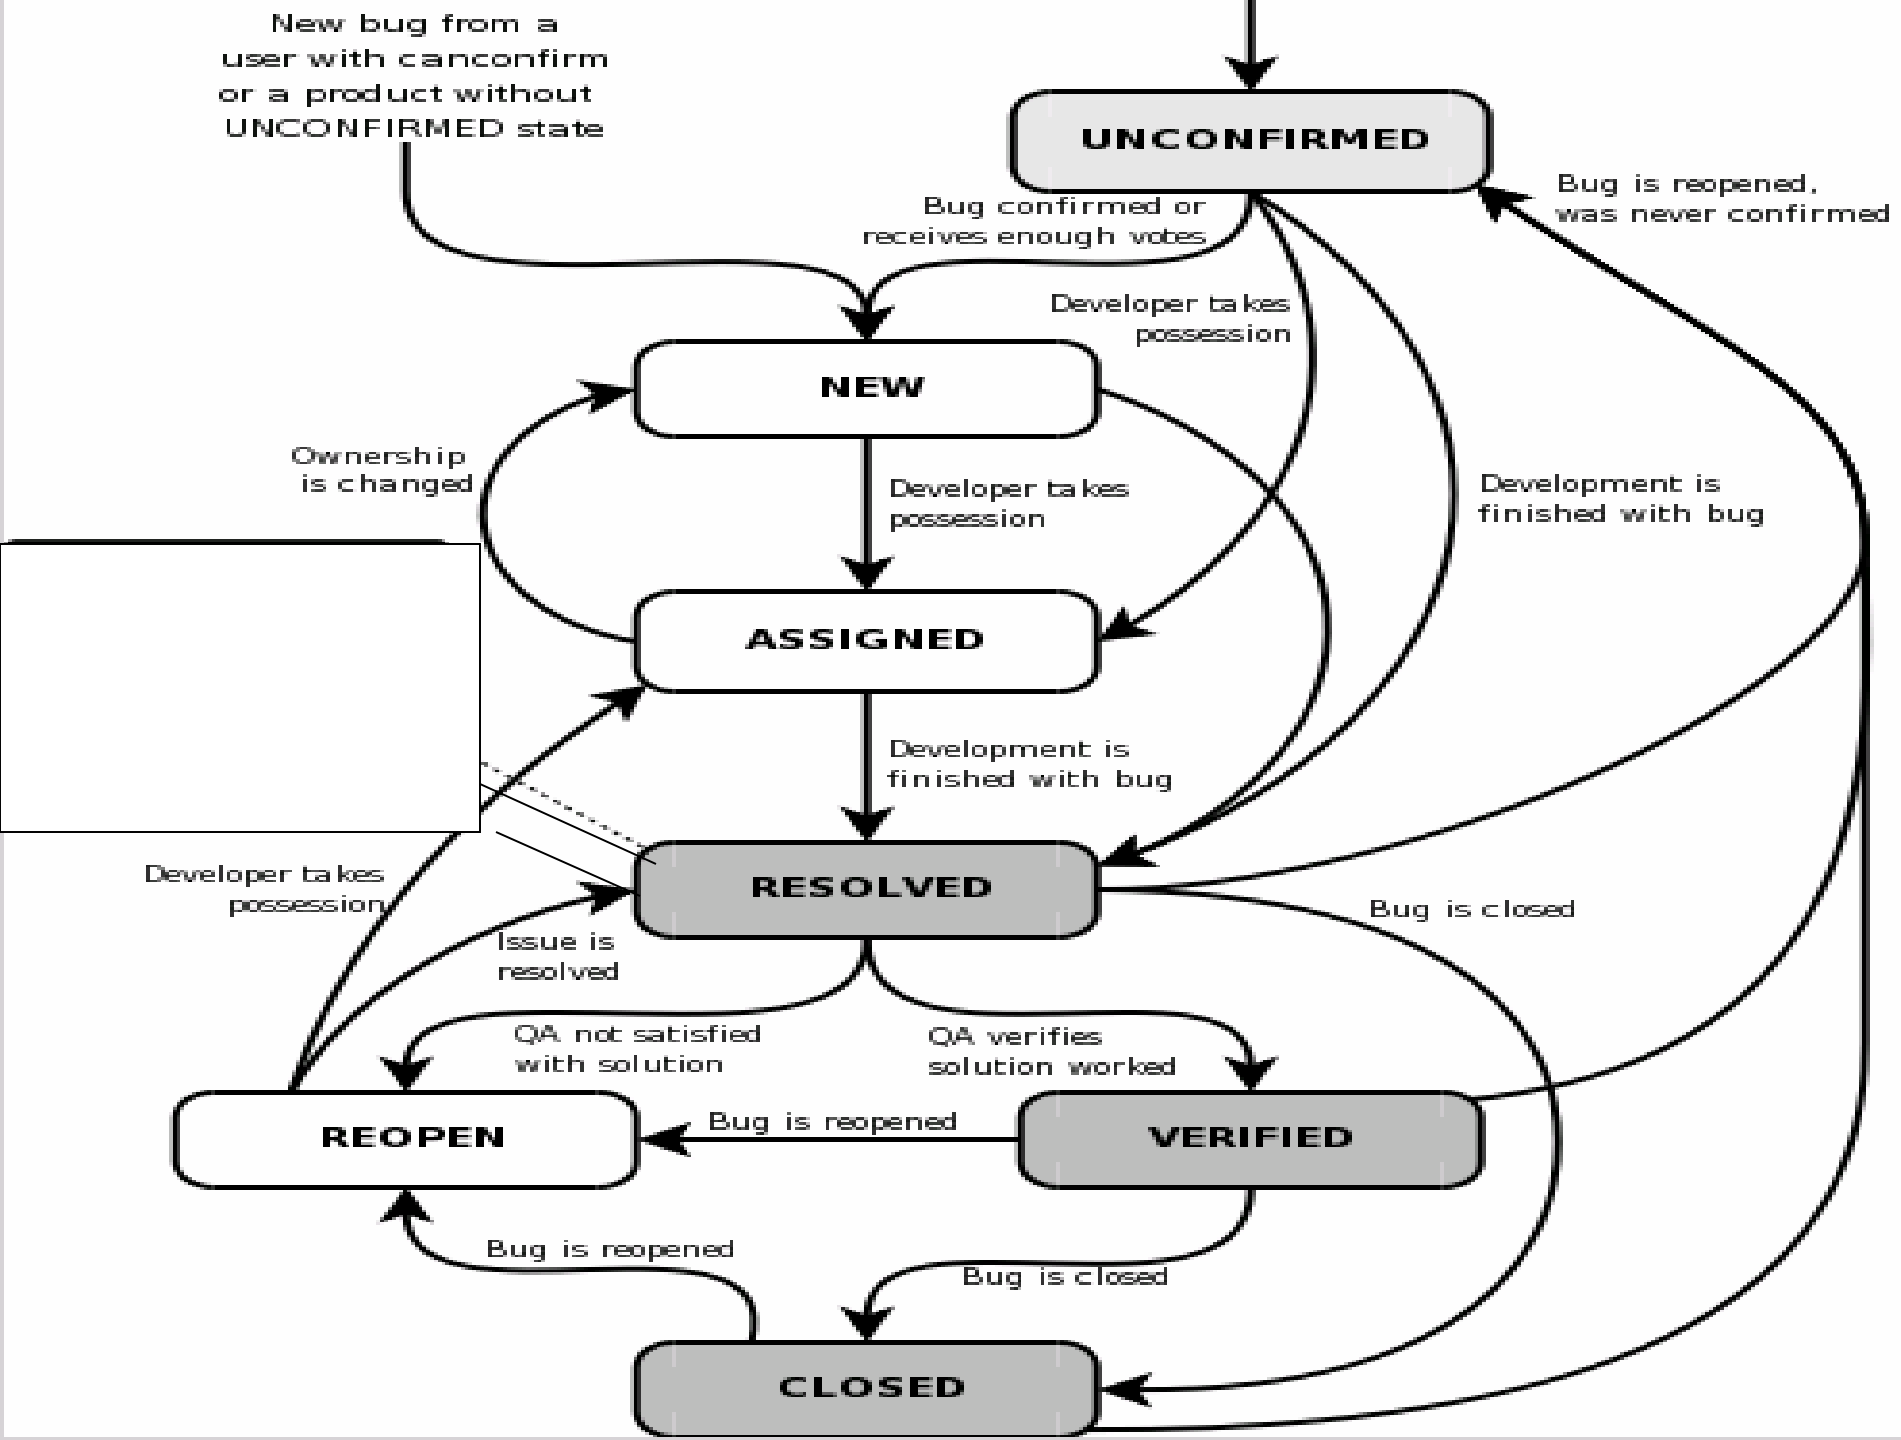 New bug from a
user with canconfirm
or a product without
UNCONFIRMED state
UNCONFIRMED
Bug is reopened,
was never confirmed
Bug confirmed or
receives enough votes
Developer takes
possession
NEW
Ownership
is changed
Developer takes
possession
Development is
finished with bug
ASSIGNED
Development is
finished with bug
Developer takes
possession
RESOLVED
Bug is closed
Issue is
resolved
QA not satisfied
with solution
QA verifies
solution worked
REOPEN
Bug is reopened
VERIFIED
Bug is reopened
Bug is closed
CLOSED